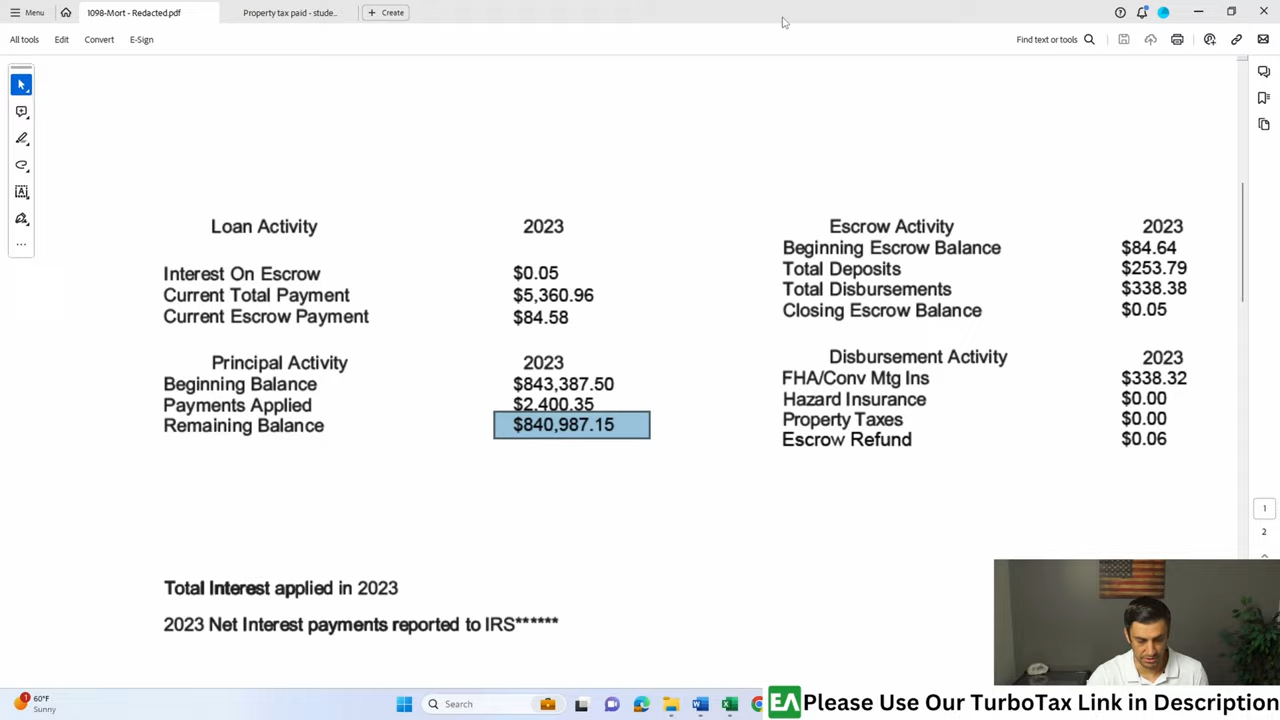 Menu
1098-Mort - Redacted.pdf
Property tax paid - stude...
+ Create
All tools
Edit
Convert
E-Sign
Find text or tools
Loan Activity 2023
Interest On Escrow $0.05
Current Total Payment $5,360.96
Current Escrow Payment $84.58
Principal Activity 2023
Beginning Balance $843,387.50
Payments Applied $2,400.35
Remaining Balance $840,987.15
Escrow Activity 2023
Beginning Escrow Balance $84.64
Total Deposits $253.79
Total Disbursements $338.38
Closing Escrow Balance $0.05
Disbursement Activity 2023
FHA/Conv Mtg Ins $338.32
Hazard Insurance $0.00
Property Taxes $0.00
Escrow Refund $0.06
1
2
Total Interest applied in 2023
2023 Net Interest payments reported to IRS******
1
60°F
Sunny
Search
EA Please Use Our TurboTax Link in Description